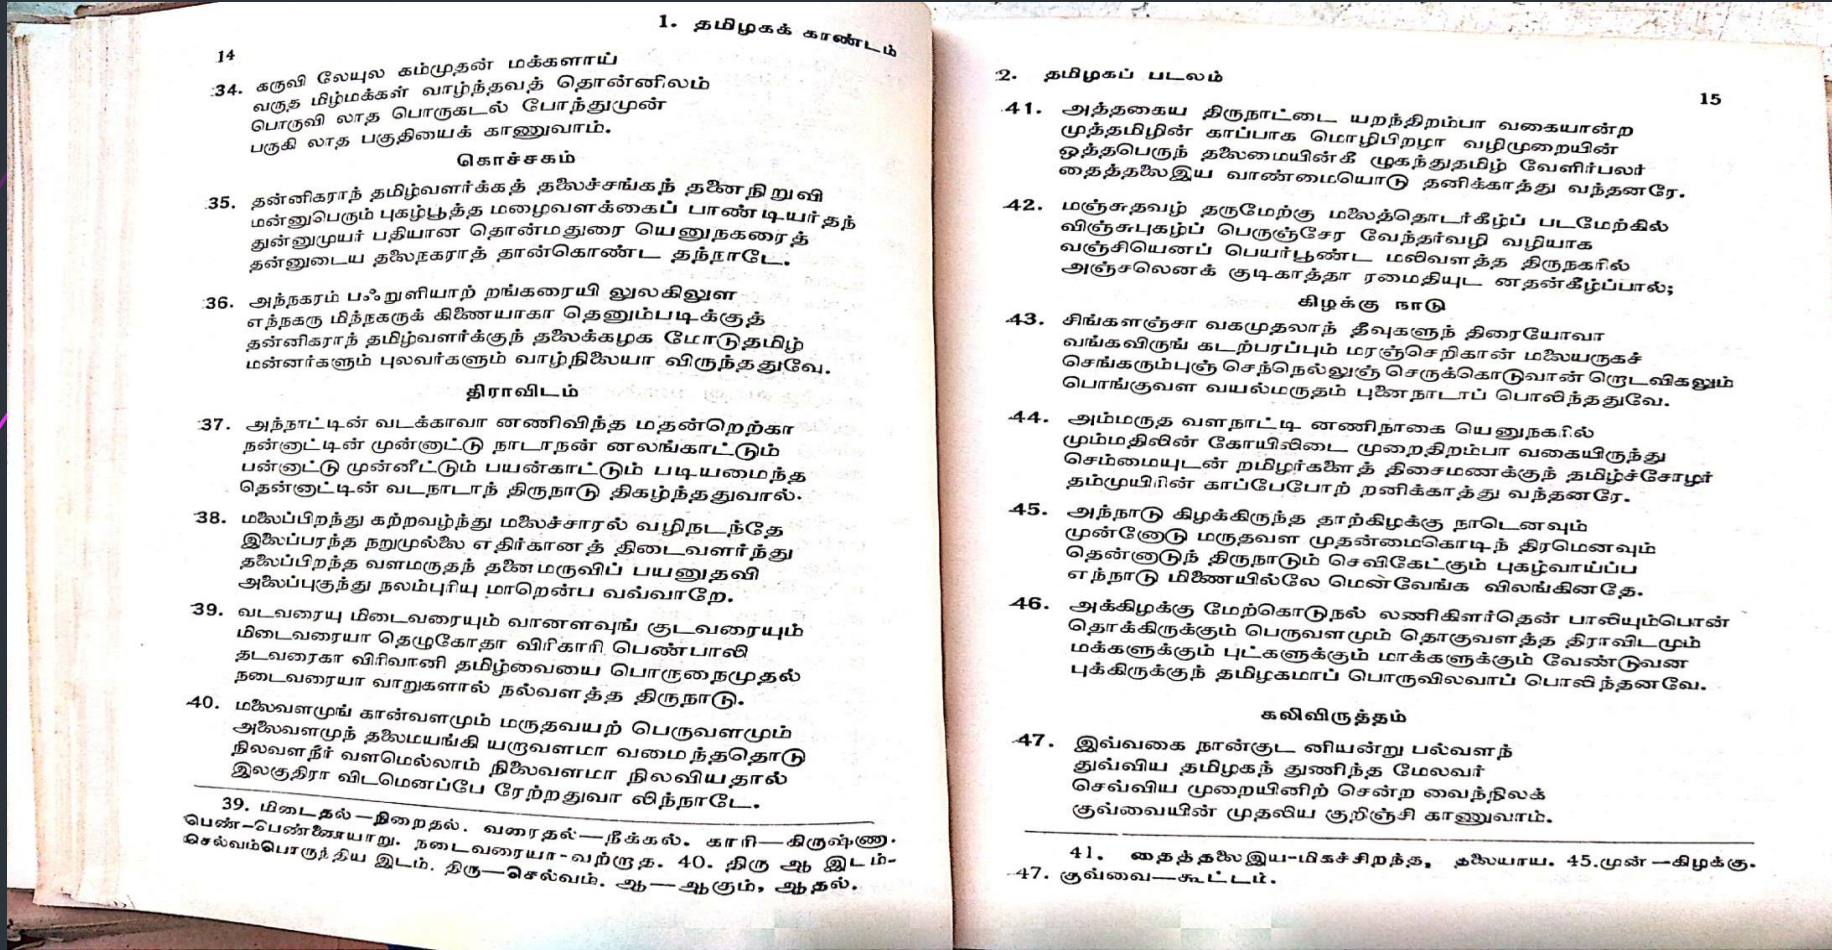 1. தமிழகக் காண்டம்
14
34. கருவி லேயுல கம்முதன் மக்களாய்
வருத மிழ்மக்கள் வாழ்ந்தவத் தொன்னிலம்
பொருவி லாத பொருகடல் போந்துமுன்
பருகி லாத பகுதியைக் காணுவாம்.
கொச்சகம்
35. தன்னிகராந் தமிழ்வளர்க்கத் தலைச்சங்கந் தனைநிறுவி
மன்னுபெரும் புகழ்பூத்த மழைவளக்கைப் பாண்டியர்தந்
துன்னுமுயர் பதியான தொன்மதுரை யெனுநகரைத்
தன்னுடைய தலைநகராத் தான்கொண்ட தந்நாடே.
36. அந்நகரம் பஃறுளியாற் றங்கரையி லுலகிலுள
எந்நகரு மிந்நகருக் கிணையாகா தெனும்படிக்குத்
தன்னிகராந் தமிழ்வளர்க்குந் தலைக்கழக மோடுதமிழ்
மன்னர்களும் புலவர்களும் வாழ்நிலையா விருந்ததுவே.
திராவிடம்
37. அந்நாட்டின் வடக்காவா னணிவிந்த மதன்றெற்கா
நன்னாட்டின் முன்னாட்டு நாடாநன் னலங்காட்டும்
பன்னாட்டு முன்னீட்டும் பயன்காட்டும் படியமைந்த
தென்னாட்டின் வடநாடாந் திருநாடு திகழ்ந்ததுவால்.
38. மலைப்பிறந்து கற்றவழ்ந்து மலைச்சாரல் வழிநடந்தே
இலைப்பரந்த நறுமுல்லை எதிர்கானத் திடைவளர்ந்து
தலைப்பிறந்த வளமருதந் தனைமருவிப் பயனுதவி
அலைப்புகுந்து நலம்புரியு மாறென்ப வவ்வாறே.
39. வடவரையு மிடைவரையும் வானளவுங் குடவரையும்
மிடைவரையா தெழுகோதா விரிகாரி பெண்பாலி
தடவரைகா விரிவானி தமிழ்வையை பொருநைமுதல்
நடைவரையா வாறுகளால் நல்வளத்த திருநாடு.
40. மலைவளமுங் கான்வளமும் மருதவயற் பெருவளமும்
அலைவளமுந் தலைமயங்கி யறாவளமா வமைந்ததொடு
நிலவளநீர் வளமெல்லாம் நிலைவளமா நிலவியதால்
இலகுதிரா விடமெனப்பே ரேற்றதுவா லிந்நாடே.
39. மிடைதல்—நிறைதல். வரைதல்—நீக்கல். காரி—கிருஷ்ணா.
பெண்-பெண்ணையாறு. நடைவரையா-வற்றாத. 40. திரு ஆ இடம்-
செல்வம்பொருந்திய இடம். திரு—செல்வம். ஆ—ஆகும், ஆதல்.
2. தமிழகப் படலம்
15
41. அத்தகைய திருநாட்டை யறந்திறம்பா வகையான்ற
முத்தமிழின் காப்பாக மொழிபிறழா வழிமுறையின்
ஒத்தபெருந் தலைமையின்கீ ழுகந்துதமிழ் வேளிர்பலர்
தைத்தலைஇய வாண்மையொடு தனிக்காத்து வந்தனரே.
42. மஞ்சுதவழ் தருமேற்கு மலைத்தொடர்கீழ்ப் படமேற்கில்
விஞ்சுபுகழ்ப் பெருஞ்சேர வேந்தர்வழி வழியாக
வஞ்சியெனப் பெயர்பூண்ட மலிவளத்த திருநகரில்
அஞ்சலெனக் குடிகாத்தா ரமைதியுட னதன்கீழ்ப்பால்;
கிழக்கு நாடு
43. சிங்களஞ்சா வகமுதலாந் தீவுகளுந் திரையோவா
வங்கவிருங் கடற்பரப்பும் மரஞ்செறிகான் மலையருகச்
செங்கரும்புஞ் செந்நெல்லுஞ் செருக்கொடுவான் றொடவிகலும்
பொங்குவள வயல்மருதம் புணைநாடாப் பொலிந்ததுவே.
44. அம்மருத வளநாட்டி னணிநாகை யெனுநகரில்
மும்மதிலின் கோயிலிடை முறைதிறம்பா வகையிருந்து
செம்மையுடன் றமிழர்களைத் திசைமணக்குந் தமிழ்ச்சோழர்
தம்முயிரின் காப்பேபோற் றனிக்காத்து வந்தனரே.
45. அந்நாடு கிழக்கிருந்த தாற்கிழக்கு நாடெனவும்
முன்னோடு மருதவள முதன்மைகொடிந் திரமெனவும்
தென்னாடுந் திருநாடும் செவிகேட்கும் புகழ்வாய்ப்ப
எந்நாடு மிணையில்லே மென்வேங்க விலங்கினதே.
46. அக்கிழக்கு மேற்கொடுநல் லணிகிளர்தென் பாலியும்பொன்
தொக்கிருக்கும் பெருவளமும் தொகுவளத்த திராவிடமும்
மக்களுக்கும் புட்களுக்கும் மாக்களுக்கும் வேண்டுவன
புக்கிருக்குந் தமிழகமாப் பொருவிலவாப் பொலிந்தனவே.
கலிவிருத்தம்
47. இவ்வகை நான்குட னியன்று பல்வளந்
துவ்விய தமிழகந் துணிந்த மேலவர்
செவ்விய முறையினிற் சென்ற வைந்நிலக்
குவ்வையின் முதலிய குறிஞ்சி காணுவாம்.
41. தைத்தலைஇய-மிகச்சிறந்த, தலையாய. 45.முன்—கிழக்கு.
47. குவ்வை—கூட்டம்.